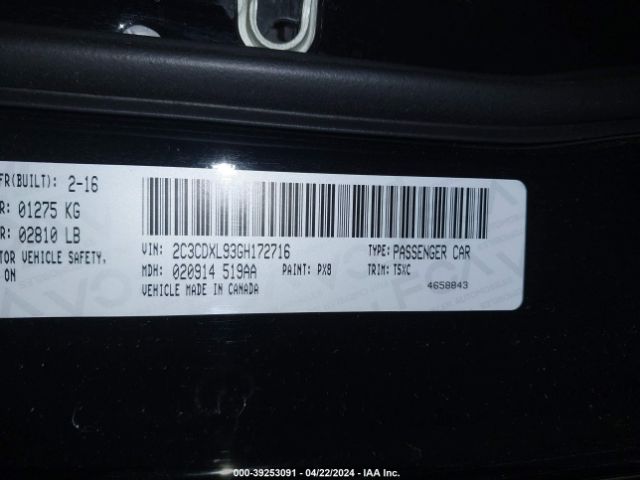 FR(BUILT): 2-16
R: 01275 KG
R: 02810 LB
TOR VEHICLE SAFETY,
ON
VIN: 2C3CDXL93GH172716 TYPE: PASSENGER CAR
MDH: 020914 519AA PAINT: PX8 TRIM: T5XC
VEHICLE MADE IN CANADA 4658843
000-39253091 - 04/22/2024 - IAA Inc.